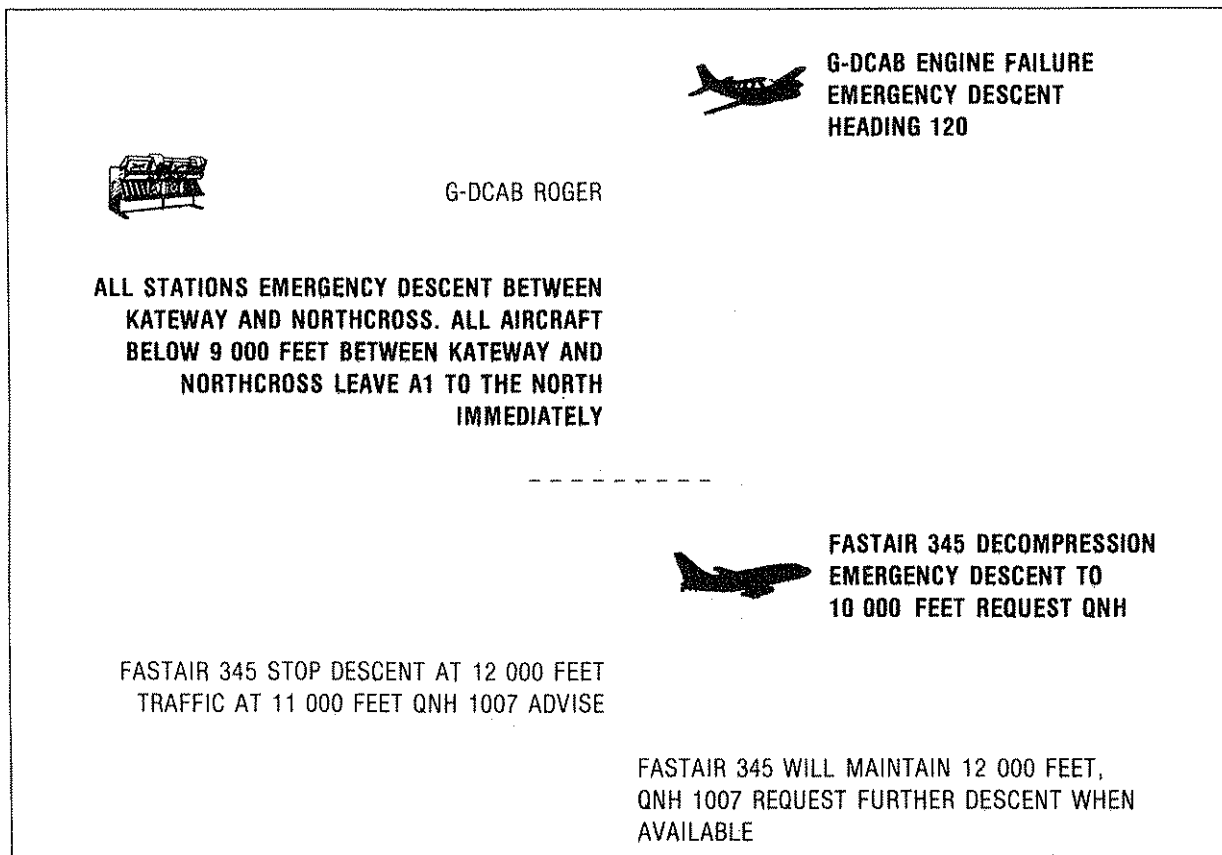 G-DCAB ENGINE FAILURE
EMERGENCY DESCENT
HEADING 120
G-DCAB ROGER
ALL STATIONS EMERGENCY DESCENT BETWEEN
KATEWAY AND NORTHCROSS. ALL AIRCRAFT
BELOW 9 000 FEET BETWEEN KATEWAY AND
NORTHCROSS LEAVE A1 TO THE NORTH
IMMEDIATELY
FASTAIR 345 DECOMPRESSION
EMERGENCY DESCENT TO
10 000 FEET REQUEST QNH
FASTAIR 345 STOP DESCENT AT 12 000 FEET
TRAFFIC AT 11 000 FEET QNH 1007 ADVISE
FASTAIR 345 WILL MAINTAIN 12 000 FEET,
QNH 1007 REQUEST FURTHER DESCENT WHEN
AVAILABLE